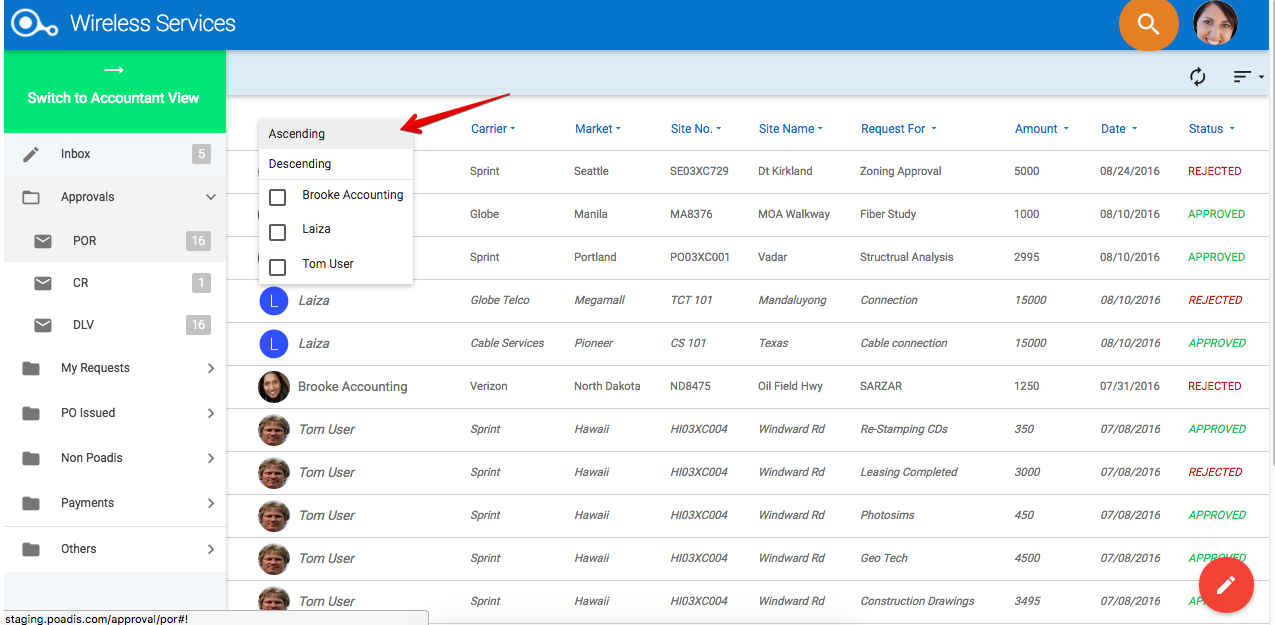 Wireless Services
Switch to Accountant View
Inbox 5
Approvals
POR 16
CR 1
DLV 16
My Requests
PO Issued
Non Poadis
Payments
Others
Ascending
Descending
Brooke Accounting
Laiza
Tom User
Carrier Market Site No. Site Name Request For Amount Date Status
Sprint Seattle SE03XC729 Dt Kirkland Zoning Approval 5000 08/24/2016 REJECTED
Globe Manila MA8376 MOA Walkway Fiber Study 1000 08/10/2016 APPROVED
Sprint Portland PO03XC001 Vadar Structrual Analysis 2995 08/10/2016 APPROVED
L Laiza Globe Telco Megamall TCT 101 Mandaluyong Connection 15000 08/10/2016 REJECTED
L Laiza Cable Services Pioneer CS 101 Texas Cable connection 15000 08/10/2016 APPROVED
Brooke Accounting Verizon North Dakota ND8475 Oil Field Hwy SARZAR 1250 07/31/2016 REJECTED
Tom User Sprint Hawaii HI03XC004 Windward Rd Re-Stamping CDs 350 07/08/2016 APPROVED
Tom User Sprint Hawaii HI03XC004 Windward Rd Leasing Completed 3000 07/08/2016 REJECTED
Tom User Sprint Hawaii HI03XC004 Windward Rd Photosims 450 07/08/2016 APPROVED
Tom User Sprint Hawaii HI03XC004 Windward Rd Geo Tech 4500 07/08/2016 APPROVED
Tom User Sprint Hawaii HI03XC004 Windward Rd Construction Drawings 3495 07/08/2016
staging.poadis.com/approval/por#!